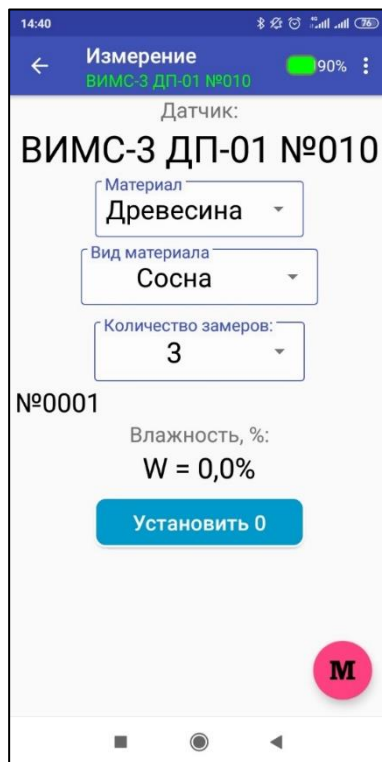 14:40
76
Измерение
ВИМС-3 ДП-01 №010
90%
Датчик:
ВИМС-3 ДП-01 №010
Материал
Древесина
Вид материала
Сосна
Количество замеров:
3
№0001
Влажность, %:
W = 0,0%
Установить 0
М